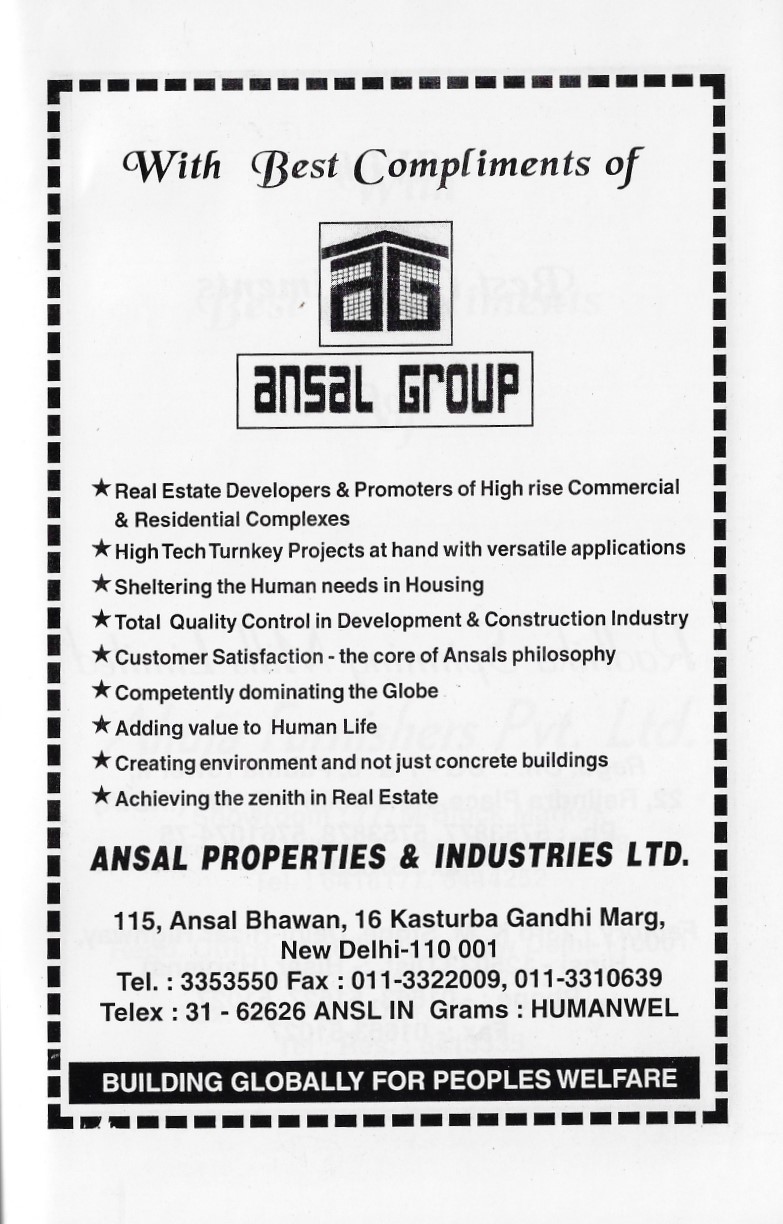 With Best Compliments of
AG
ansal GROUP
★ Real Estate Developers & Promoters of High rise Commercial
& Residential Complexes
★ High Tech Turnkey Projects at hand with versatile applications
★ Sheltering the Human needs in Housing
★ Total Quality Control in Development & Construction Industry
★ Customer Satisfaction - the core of Ansals philosophy
★ Competently dominating the Globe
★ Adding value to Human Life
★ Creating environment and not just concrete buildings
★ Achieving the zenith in Real Estate
ANSAL PROPERTIES & INDUSTRIES LTD.
115, Ansal Bhawan, 16 Kasturba Gandhi Marg,
New Delhi-110 001
Tel. : 3353550 Fax : 011-3322009, 011-3310639
Telex : 31 - 62626 ANSL IN Grams : HUMANWEL
BUILDING GLOBALLY FOR PEOPLES WELFARE